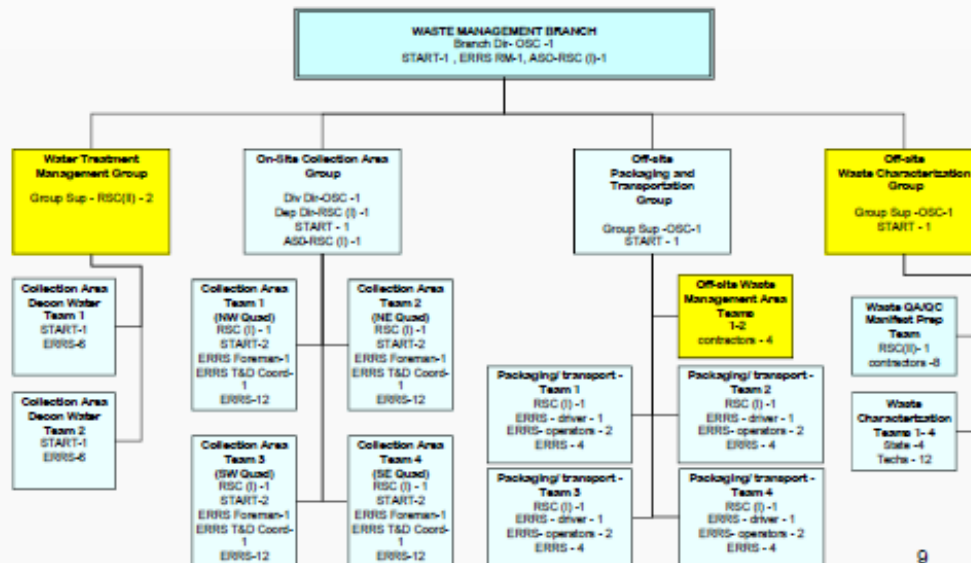 WASTE MANAGEMENT BRANCH
Branch Dir- OSC -1
START-1 , ERRS RM-1, ASO-RSC (I)-1
Water Treatment
Management Group
Group Sup - RSC(II) - 2
On-Site Collection Area
Group
Div Dir-OSC -1
Dep Dir-RSC (I) -1
START - 1
ASO-RSC (I) -1
Off-site
Packaging and
Transportation
Group
Group Sup -OSC-1
START - 1
Off-site
Waste Characterization
Group
Group Sup -OSC-1
START - 1
Collection Area
Decon Water
Team 1
START-1
ERRS-6
Collection Area
Team 1
(NW Quad)
RSC (I) - 1
START-2
ERRS Foreman-1
ERRS T&D Coord-
1
ERRS-12
Collection Area
Team 2
(NE Quad)
RSC (I) -1
START-2
ERRS Foreman-1
ERRS T&D Coord-
1
ERRS-12
Off-site Waste
Management Area
Teams
1-2
contractors - 4
Waste QA/QC
Manifest Prep
Team
RSC(II)- 1
contractors -8
Collection Area
Decon Water
Team 2
START-1
ERRS-6
Packaging/ transport -
Team 1
RSC (I) -1
ERRS - driver - 1
ERRS- operators - 2
ERRS - 4
Packaging/ transport -
Team 2
RSC (I) -1
ERRS - driver - 1
ERRS- operators - 2
ERRS - 4
Waste
Characterization
Teams 1- 4
State -4
Techs - 12
Collection Area
Team 3
(SW Quad)
RSC (I) -1
START-2
ERRS Foreman-1
ERRS T&D Coord-
1
ERRS-12
Collection Area
Team 4
(SE Quad)
RSC (I) - 1
START-2
ERRS Foreman-1
ERRS T&D Coord-
1
ERRS-12
Packaging/ transport -
Team 3
RSC (I) -1
ERRS - driver - 1
ERRS- operators - 2
ERRS - 4
Packaging/ transport -
Team 4
RSC (I) -1
ERRS - driver - 1
ERRS- operators - 2
ERRS - 4
9